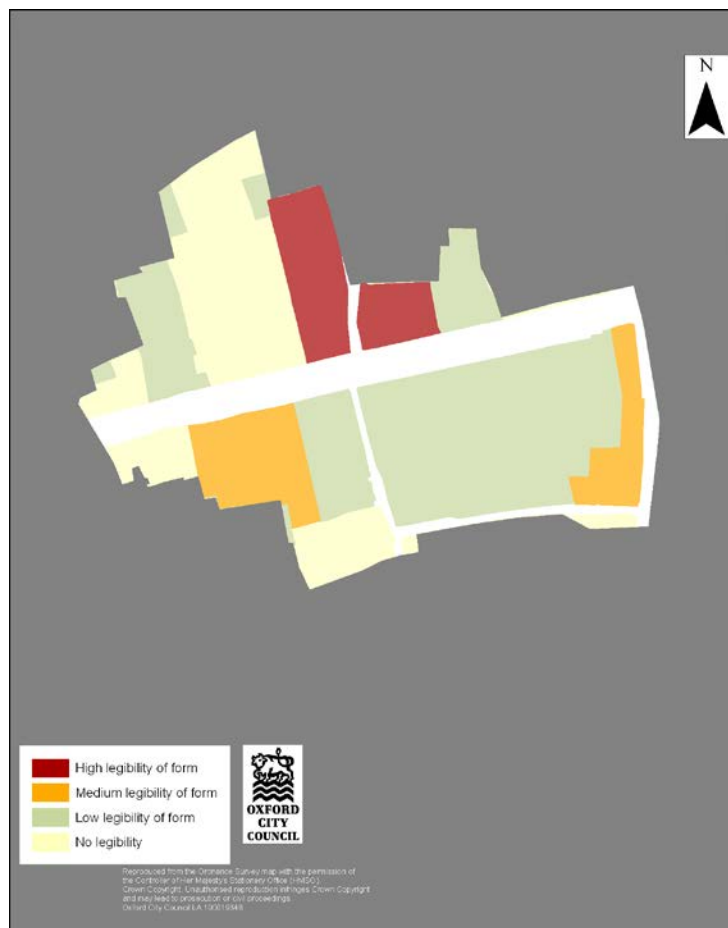 N
High legibility of form
Medium legibility of form
Low legibility of form
No legibility
OXFORD
CITY
COUNCIL
Reproduced from the Ordnance Survey map with the permission of
the Controller of Her Majesty's Stationery Office (HMSO).
Crown Copyright. Unauthorised reproduction infringes Crown Copyright
and may lead to prosecution or civil proceedings.
Oxford City Council LA 100019348